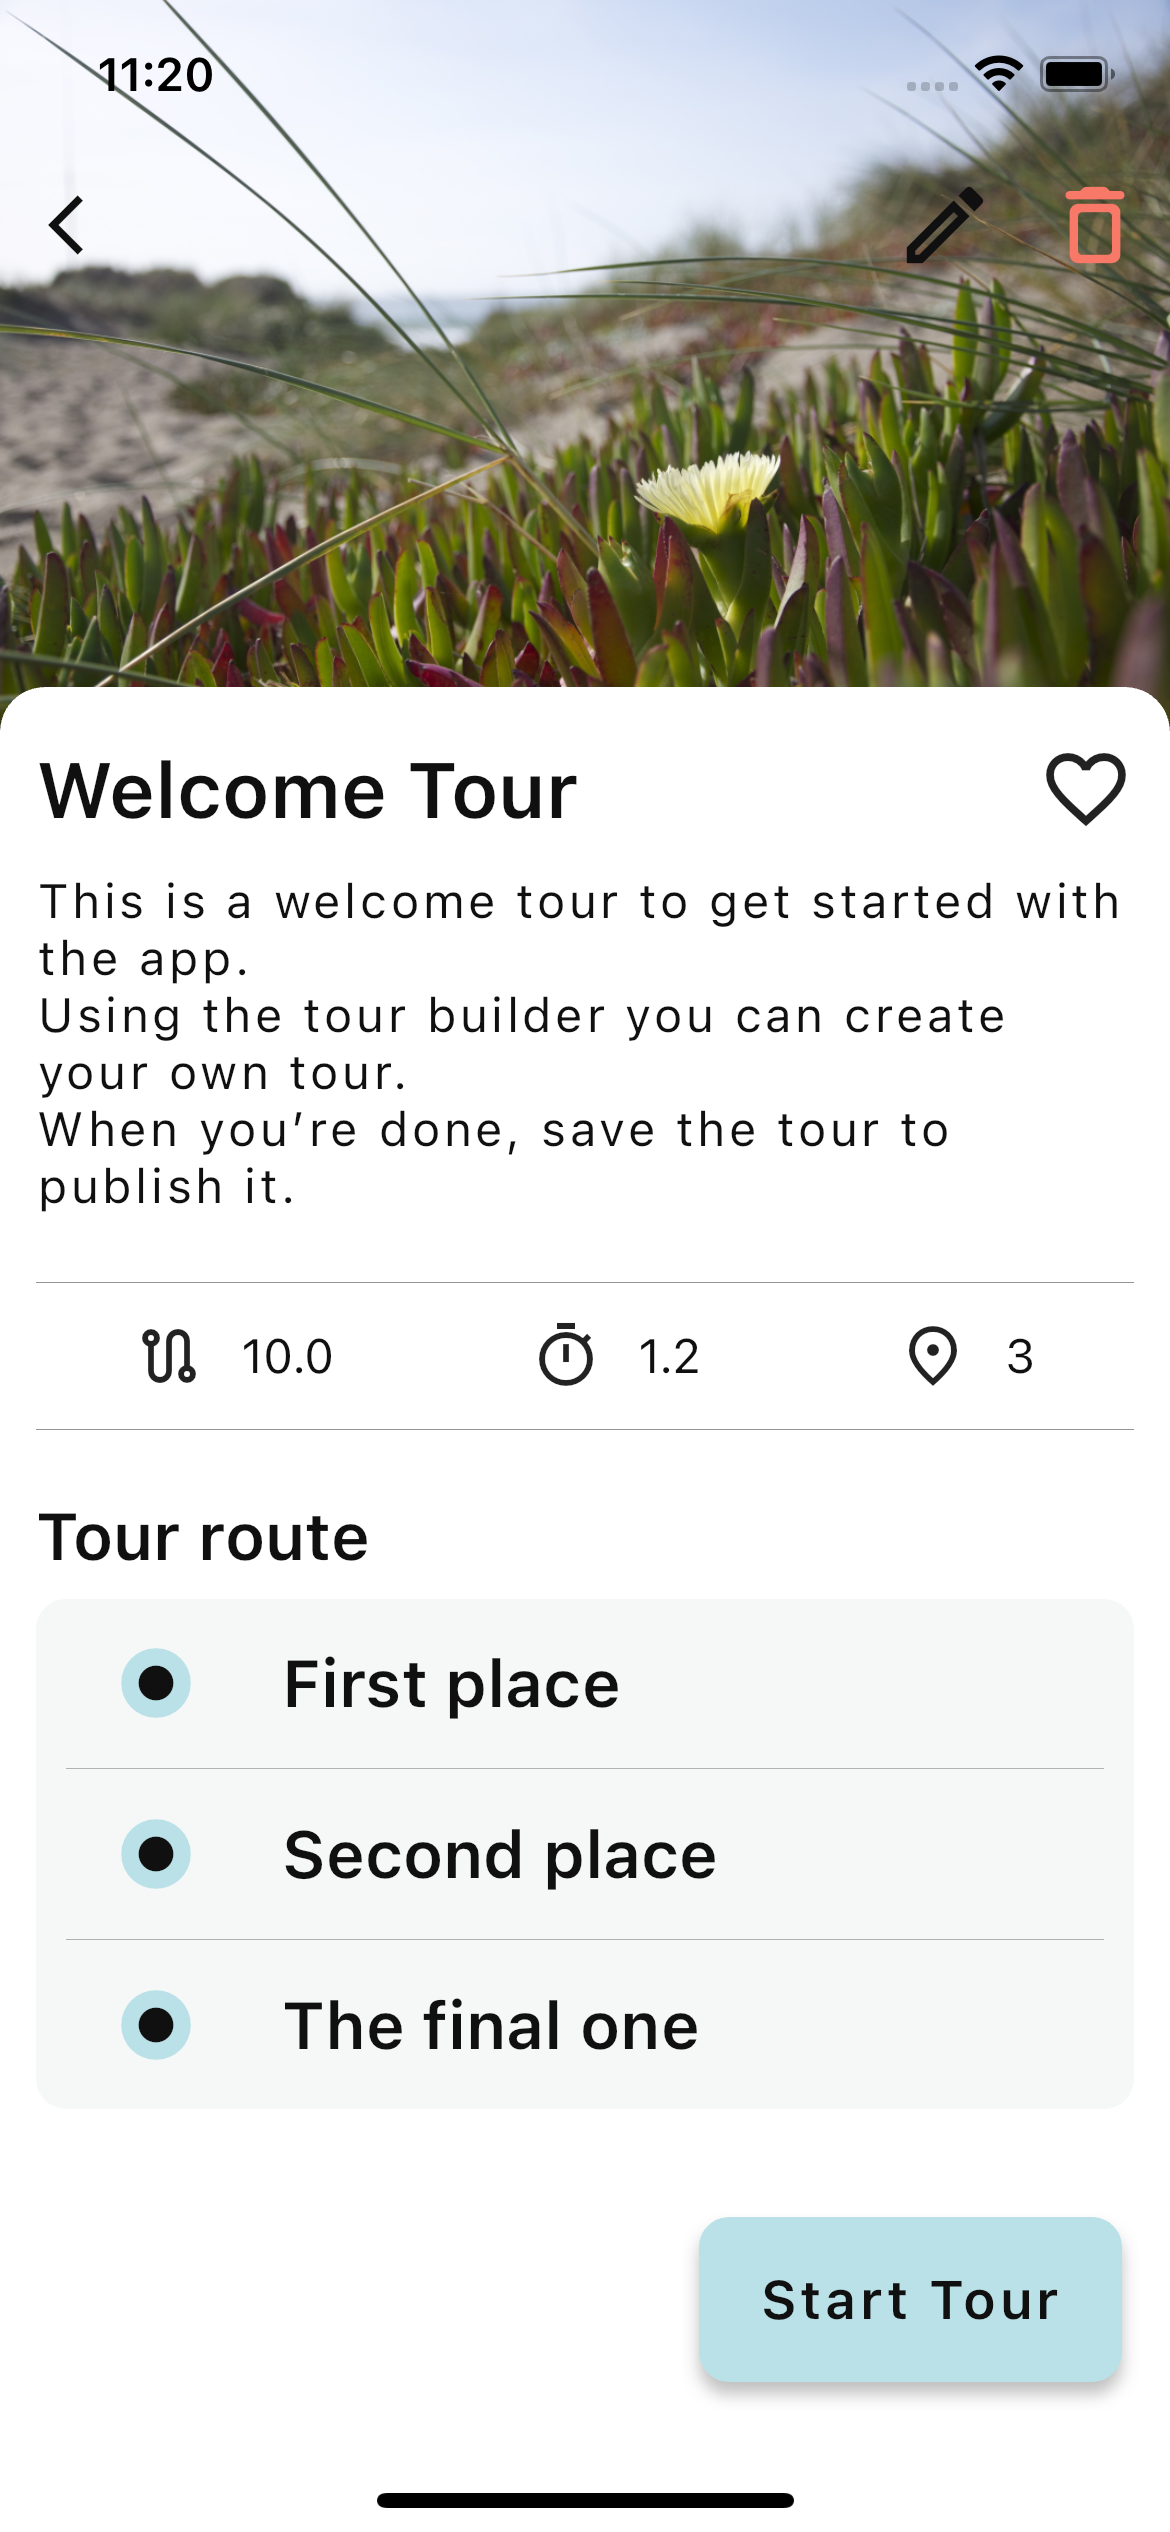 11:20
Welcome Tour
This is a welcome tour to get started with
the app.
Using the tour builder you can create
your own tour.
When you’re done, save the tour to
publish it.
10.0 1.2 3
Tour route
First place
Second place
The final one
Start Tour